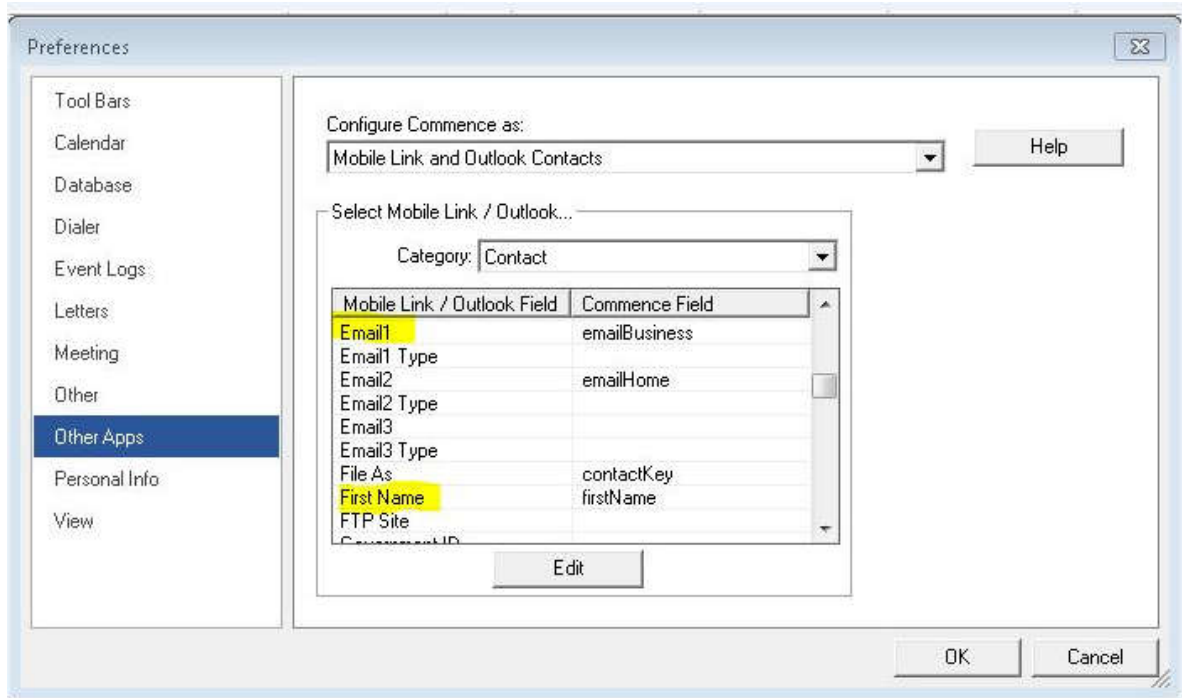 Preferences
Tool Bars
Calendar
Database
Dialer
Event Logs
Letters
Meeting
Other
Other Apps
Personal Info
View
Configure Commence as:
Mobile Link and Outlook Contacts
Help
Select Mobile Link / Outlook...
Category: Contact
Mobile Link / Outlook Field Commence Field
Email1 emailBusiness
Email1 Type
Email2 emailHome
Email2 Type
Email3
Email3 Type
File As contactKey
First Name firstName
FTP Site
Government ID
Edit
OK Cancel